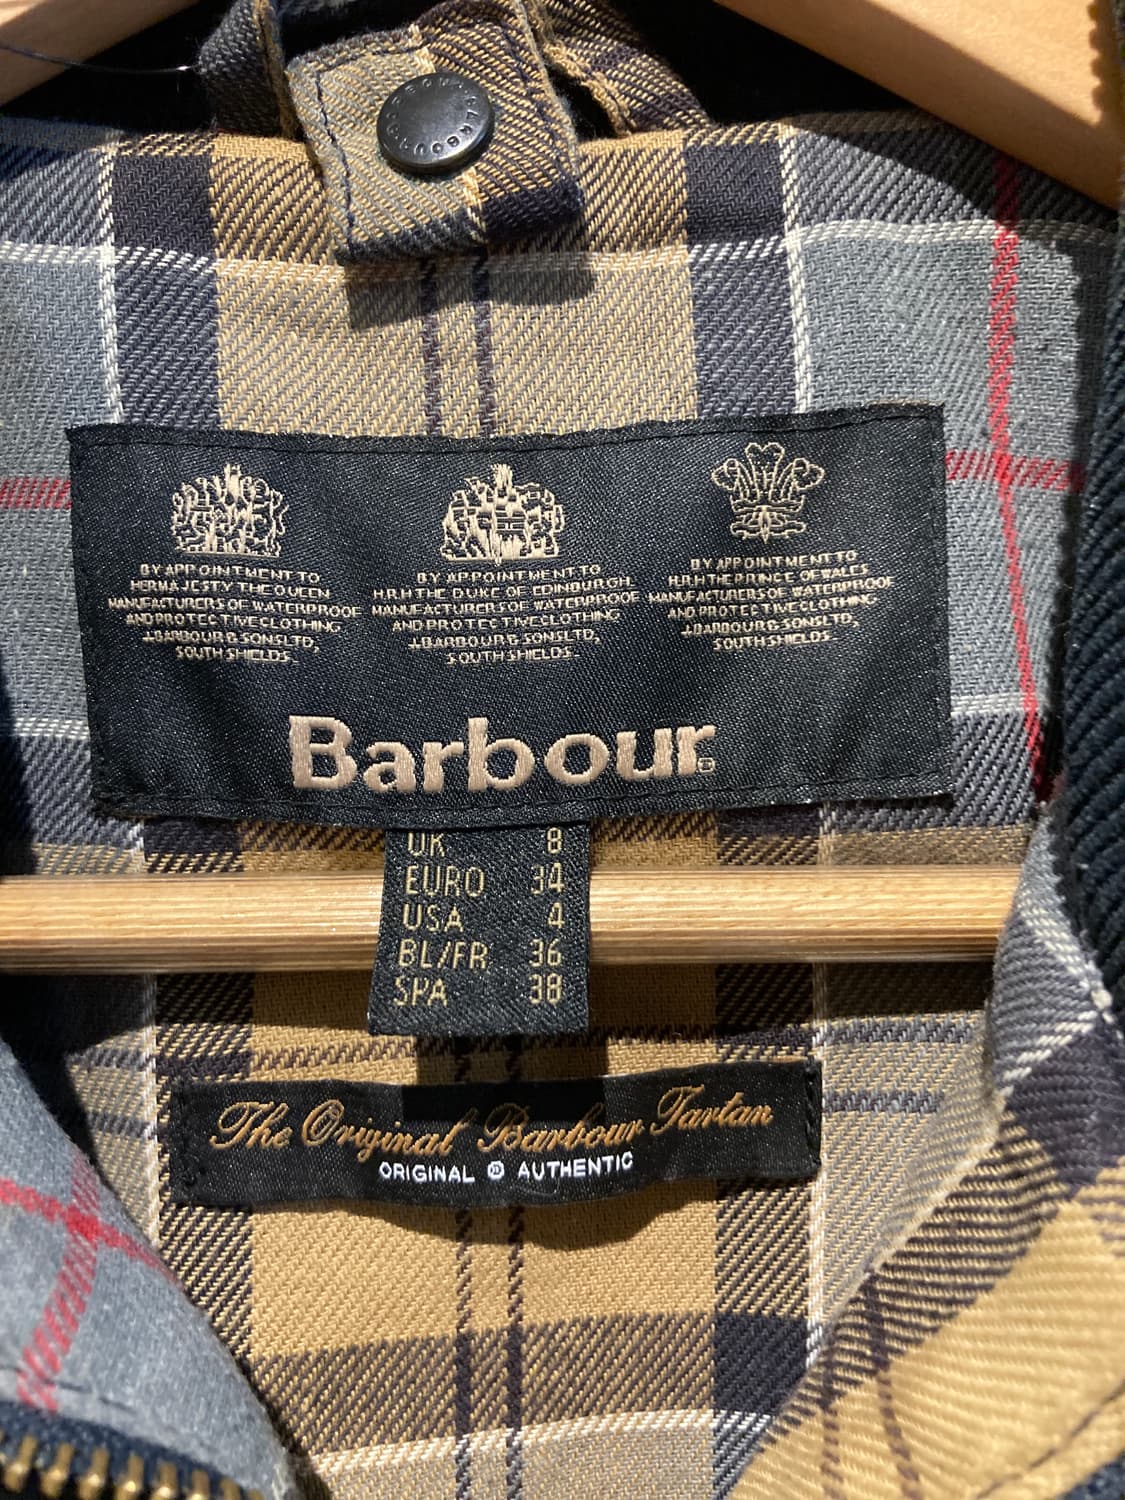 BARBOUR
BY APPOINTMENT TO
HER MAJESTY THE QUEEN
MANUFACTURERS OF WATERPROOF
AND PROTECTIVE CLOTHING
J.BARBOUR & SONS LTD,
SOUTH SHIELDS.
BY APPOINTMENT TO
H.R.H THE DUKE OF EDINBURGH
MANUFACTURERS OF WATERPROOF
AND PROTECTIVE CLOTHING
J.BARBOUR & SONS LTD,
SOUTH SHIELDS.
BY APPOINTMENT TO
H.R.H THE PRINCE OF WALES
MANUFACTURERS OF WATERPROOF
AND PROTECTIVE CLOTHING
J.BARBOUR & SONS LTD,
SOUTH SHIELDS.
Barbour®
UK 8
EURO 34
USA 4
BL/FR 36
SPA 38
The Original Barbour Tartan
ORIGINAL AUTHENTIC